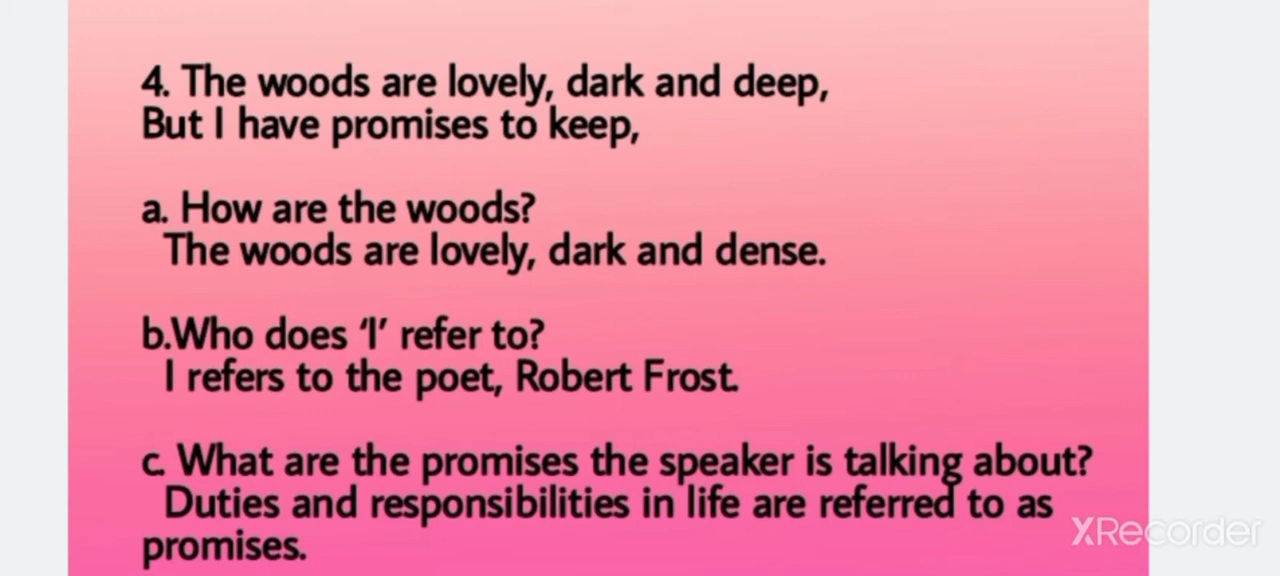 4. The woods are lovely, dark and deep,
But I have promises to keep,
a. How are the woods?
The woods are lovely, dark and dense.
b.Who does ‘I’ refer to?
I refers to the poet, Robert Frost.
c. What are the promises the speaker is talking about?
Duties and responsibilities in life are referred to as
promises.
XRecorder